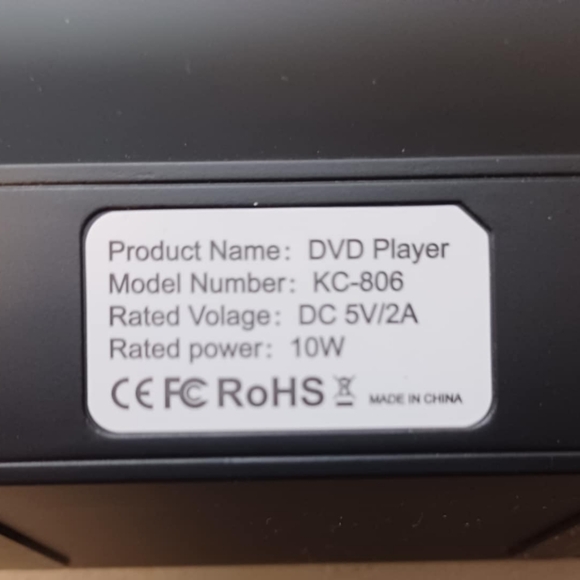 Product Name: DVD Player
Model Number: KC-806
Rated Volage: DC 5V/2A
Rated power: 10W
CE FC RoHS MADE IN CHINA